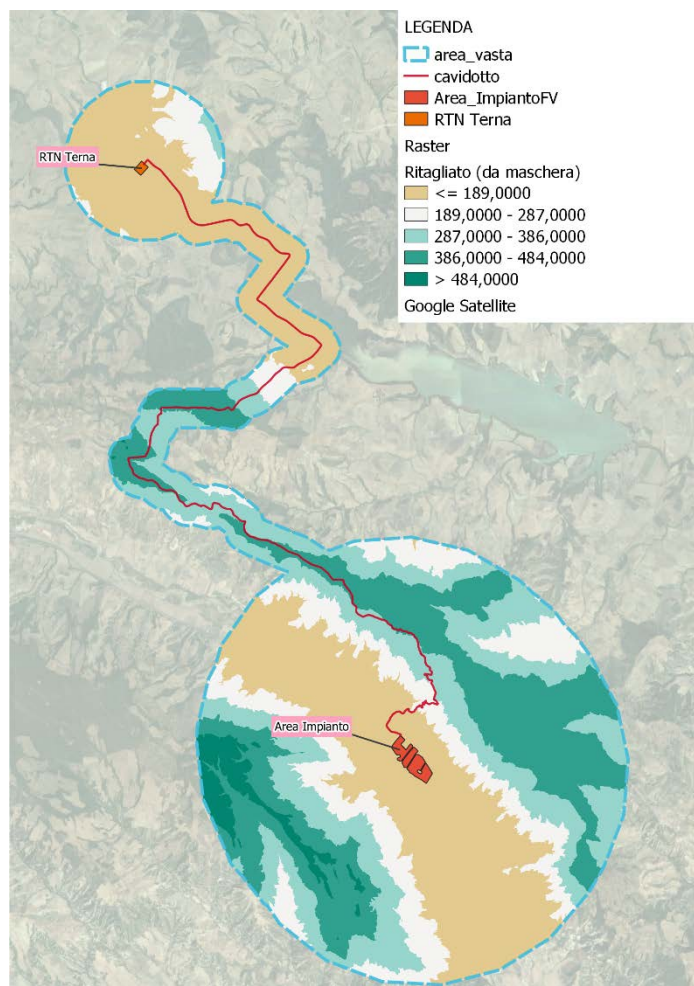 LEGENDA
area_vasta
cavidotto
Area_ImpiantoFV
RTN Terna
Raster
Ritagliato (da maschera)
<= 189,0000
189,0000 - 287,0000
287,0000 - 386,0000
386,0000 - 484,0000
> 484,0000
Google Satellite
RTN Terna
Area Impianto